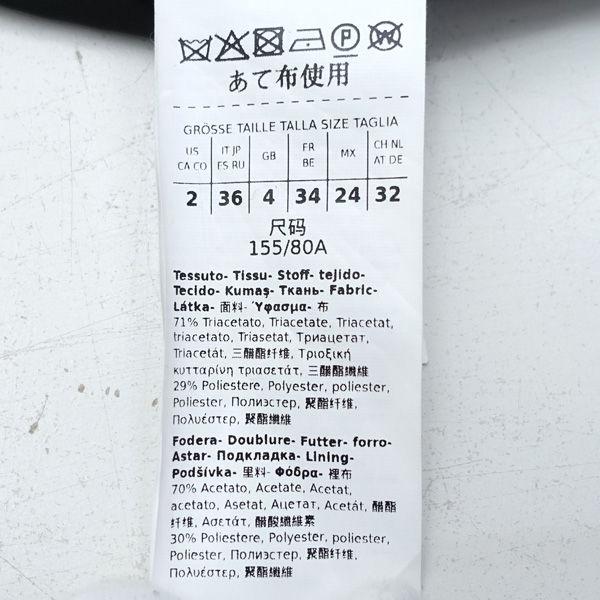 P W
あて布使用
GRÖSSE TAILLE TALLA SIZE TAGLIA
US CA CO IT JP ES RU GB FR BE MX CH NL AT DE
2 36 4 34 24 32
尺码
155/80A
Tessuto- Tissu- Stoff- tejido-
Tecido- Kumaş- Ткань- Fabric-
Látka- 面料- Ύφασμα- 布
71% Triacetato, Triacetate, Triacetat,
triacetato, Triasetat, Триацетат,
Triacetát, 三醋酯纤维, Τριοξική
κυτταρίνη τριασετάτ, 三醋酯纖維
29% Poliestere, Polyester, poliester,
Poliester, Полиэстер, 聚酯纤维,
Πολυέστερ, 聚酯纖維
Fodera- Doublure- Futter- forro-
Astar- Подкладка- Lining-
Podšívka- 里料- Φόδρα- 裡布
70% Acetato, Acetate, Acetat,
acetato, Asetat, Ацетат, Acetát, 醋酯
纤维, Ασετάτ, 醋酸纖維素
30% Poliestere, Polyester, poliester,
Poliester, Полиэстер, 聚酯纤维,
Πολυέστερ, 聚酯纖維